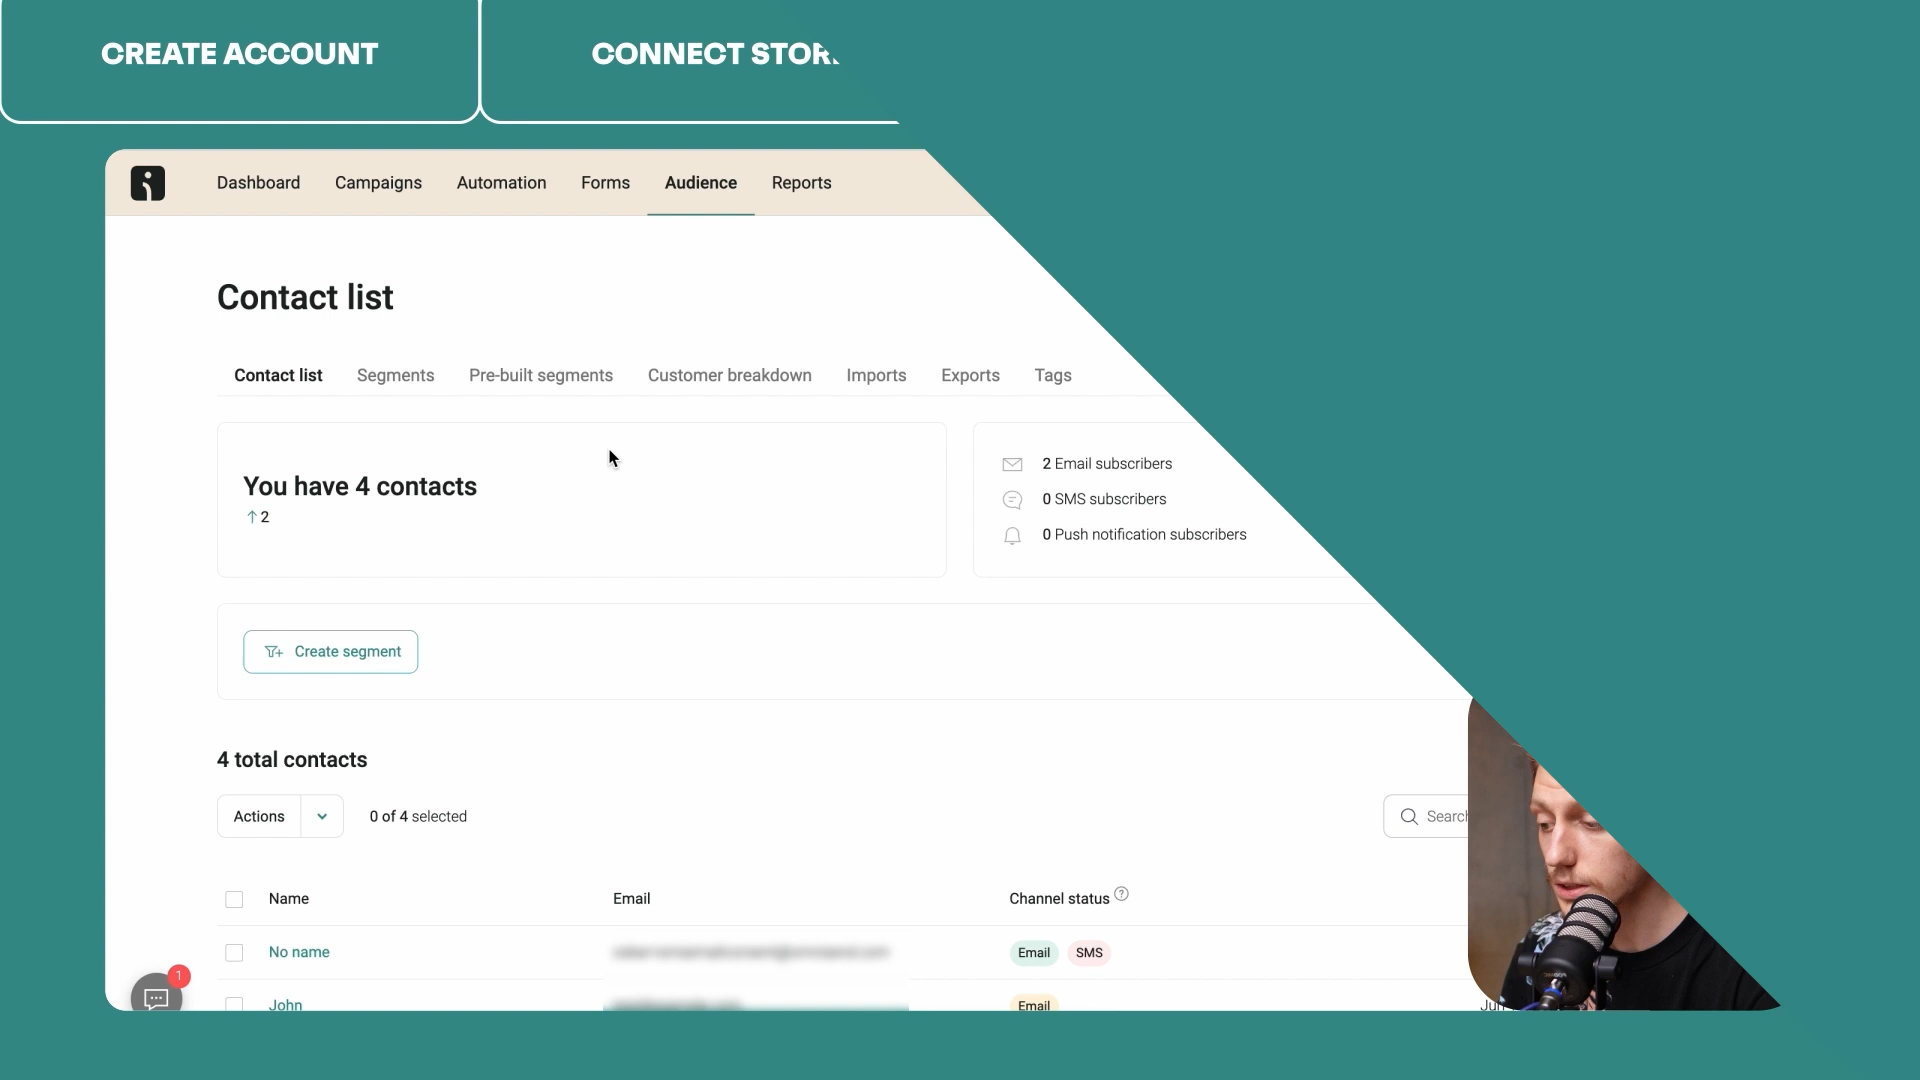 CREATE ACCOUNT
CONNECT STOR
Dashboard Campaigns Automation Forms Audience Reports
Contact list
Contact list Segments Pre-built segments Customer breakdown Imports Exports Tags
You have 4 contacts
↑2
2 Email subscribers
0 SMS subscribers
0 Push notification subscribers
Create segment
4 total contacts
Actions 0 of 4 selected Search
Name Email Channel status ?
No name Email SMS
1
John Email Jun